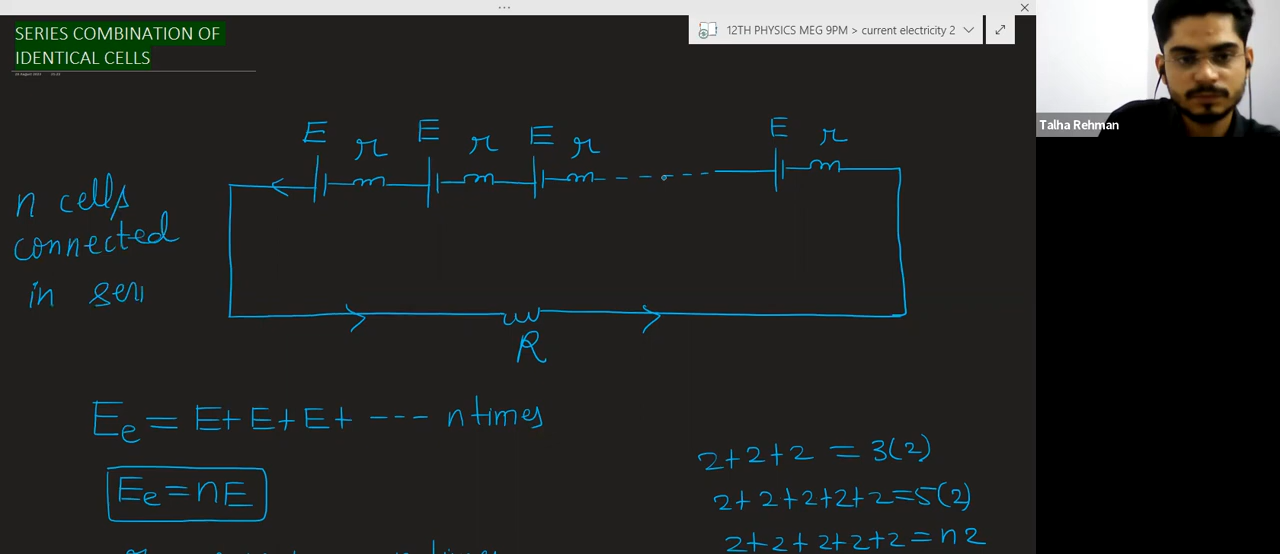 SERIES COMBINATION OF
IDENTICAL CELLS
12TH PHYSICS MEG 9PM > current electricity 2
Talha Rehman
E r E r E r E r
n cells
connected
in seri
R
Ee = E + E + E + --- n times
Ee = nE
2+2+2 = 3(2)
2+2+2+2+2 = 5(2)
2+2+2+2+2 = n2